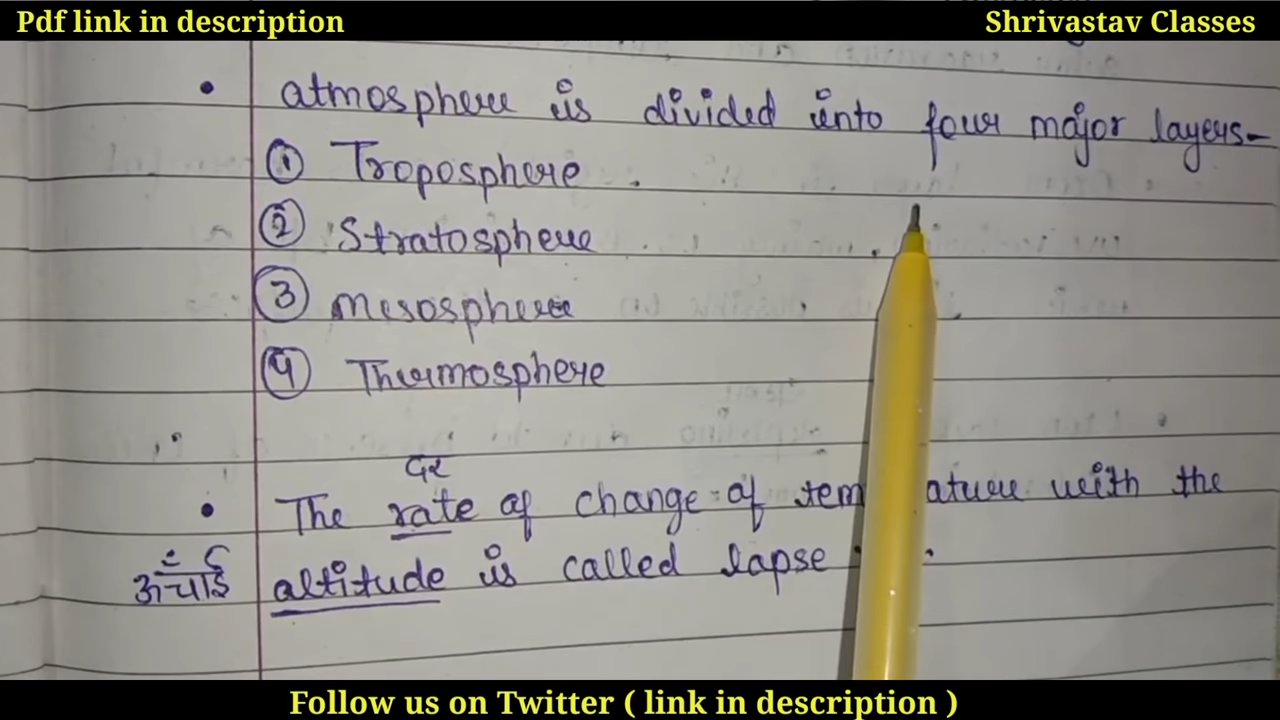 Pdf link in description
Shrivastav Classes
• atmosphere is divided into four major layers-
① Troposphere
② Stratosphere
③ Mesosphere
④ Thermosphere
दर
• The rate of change of tem ature with the
ऊँचाई altitude is called lapse
Follow us on Twitter ( link in description )